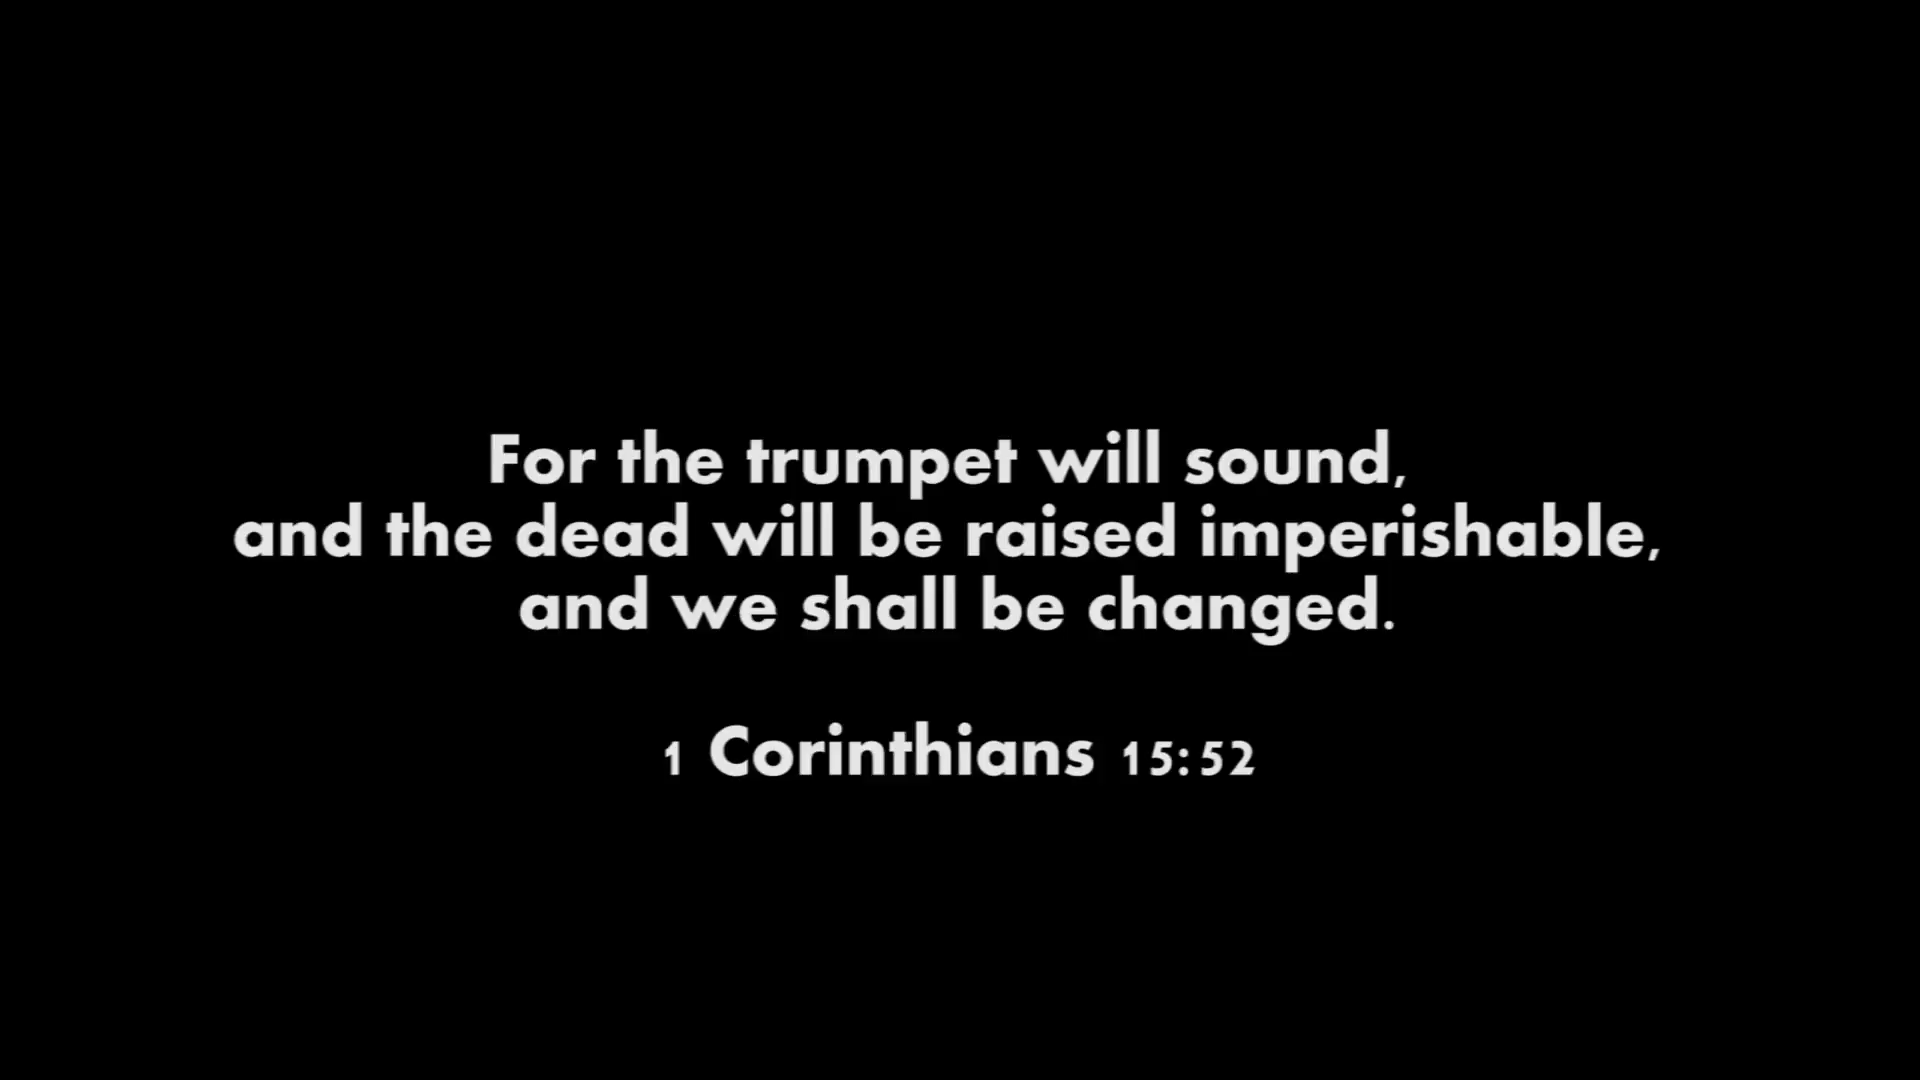 For the trumpet will sound,
and the dead will be raised imperishable,
and we shall be changed.
1 Corinthians 15:52